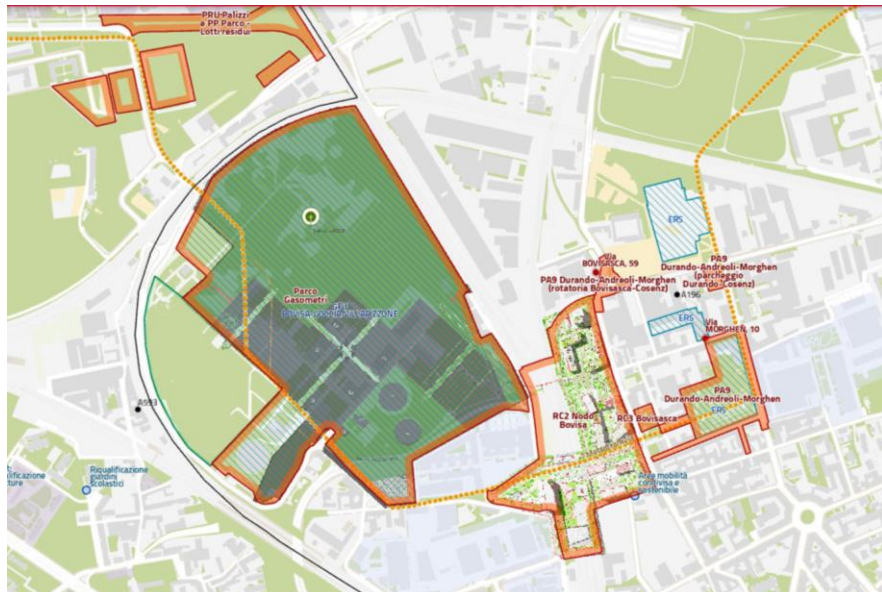 PRU Palizzi
e PP Parco -
Lotti residui
ERS
Via
BOVISASCA, 59
PA9 Durando-Andreoli-Morghen
(rotatoria Bovisasca-Cosenz)
PA9
Durando-Andreoli-Morghen
(parcheggio
Durando-Cosenz)
A196
Parco
Gasometri
ERS
Via
MORGHEN, 10
PA9
Durando-Andreoli-Morghen
ERS
A593
RC2 Nodo
Bovisa
RC3 Bovisasca
Riqualificazione
giardini
scolastici
Aree mobilità
condivisa e
sostenibile